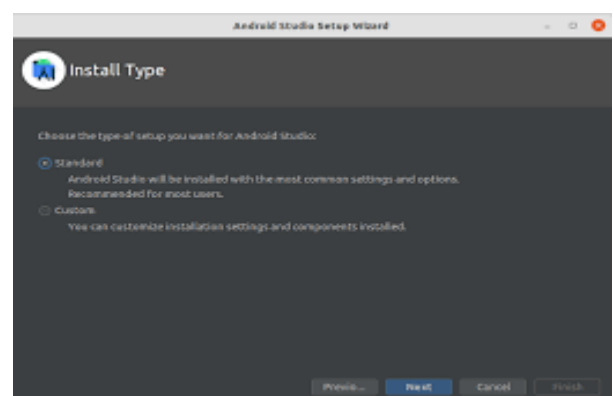 Android Studio Setup Wizard
Install Type
Choose the type of setup you want for Android Studio:
Standard
Android Studio will be installed with the most common settings and options.
Recommended for most users.
Custom
You can customize installation settings and components installed.
Previo... Next Cancel Finish